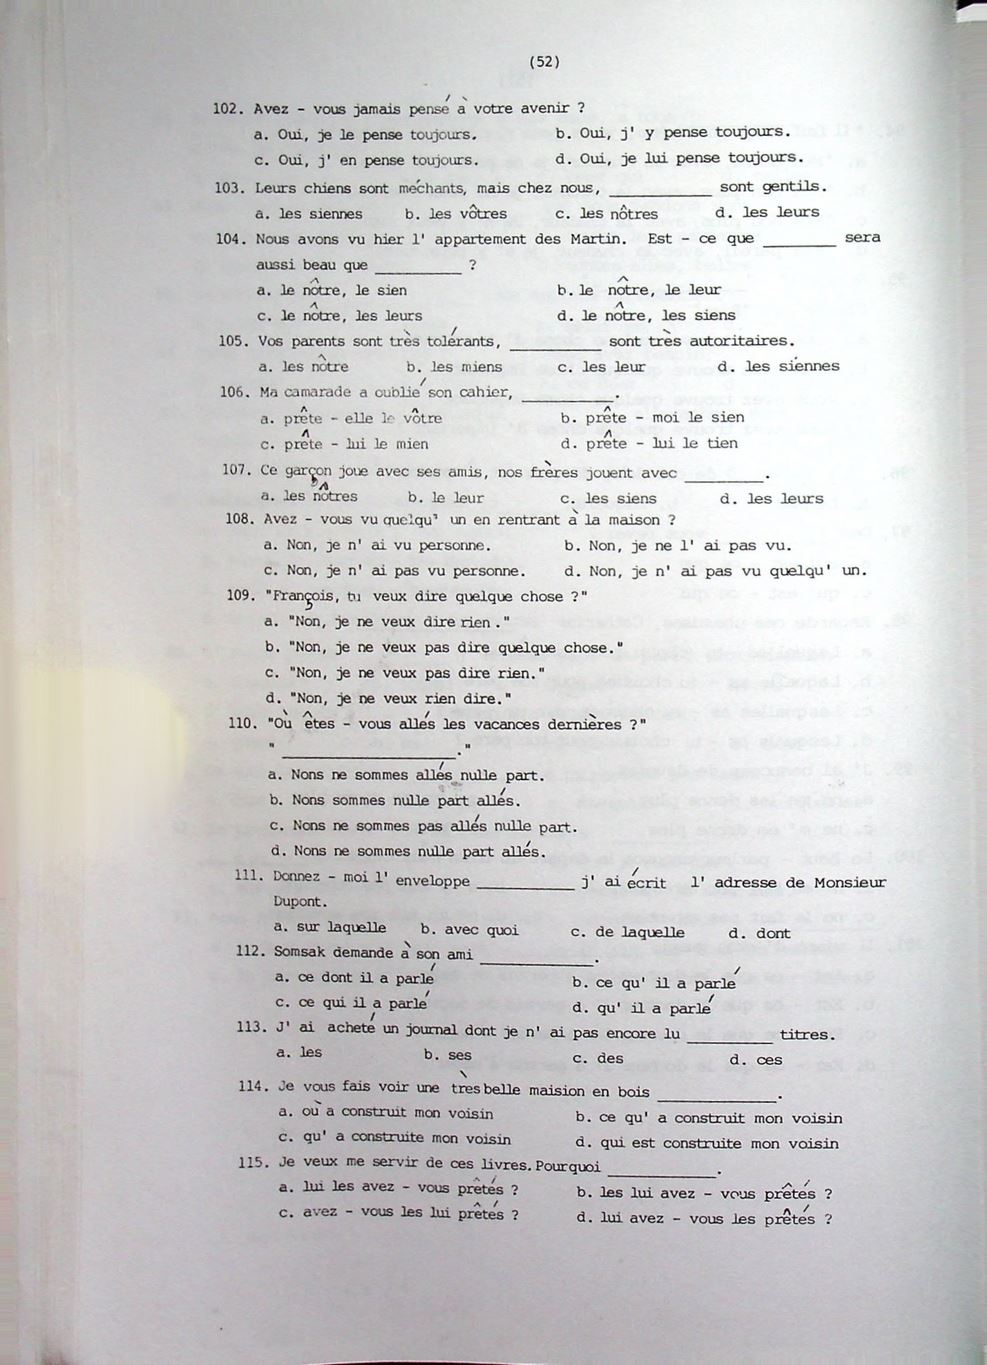 (52)
102. Avez - vous jamais pensé à votre avenir ?
a. Oui, je le pense toujours. b. Oui, j' y pense toujours.
c. Oui, j' en pense toujours. d. Oui, je lui pense toujours.
103. Leurs chiens sont méchants, mais chez nous, __________ sont gentils.
a. les siennes b. les vôtres c. les nôtres d. les leurs
104. Nous avons vu hier l' appartement des Martin. Est - ce que _______ sera
aussi beau que _________ ?
a. le nôtre, le sien b. le nôtre, le leur
c. le nôtre, les leurs d. le nôtre, les siens
105. Vos parents sont très tolérants, _________ sont très autoritaires.
a. les nôtre b. les miens c. les leur d. les siennes
106. Ma camarade a oublié son cahier, _________.
a. prête - elle le vôtre b. prête - moi le sien
c. prête - lui le mien d. prête - lui le tien
107. Ce garçon joue avec ses amis, nos frères jouent avec ________.
a. les nôtres b. le leur c. les siens d. les leurs
108. Avez - vous vu quelqu' un en rentrant à la maison ?
a. Non, je n' ai vu personne. b. Non, je ne l' ai pas vu.
c. Non, je n' ai pas vu personne. d. Non, je n' ai pas vu quelqu' un.
109. "François, tu veux dire quelque chose ?"
a. "Non, je ne veux dire rien ."
b. "Non, je ne veux pas dire quelque chose."
c. "Non, je ne veux pas dire rien."
d. "Non, je ne veux rien dire."
110. "Où êtes - vous allés les vacances dernières ?"
" _________________."
a. Nons ne sommes allés nulle part.
b. Nons sommes nulle part allés.
c. Nons ne sommes pas allés nulle part.
d. Nons ne sommes nulle part allés.
111. Donnez - moi l' enveloppe __________ j' ai écrit l' adresse de Monsieur
Dupont.
a. sur laquelle b. avec quoi c. de laquelle d. dont
112. Somsak demande à son ami ___________.
a. ce dont il a parlé b. ce qu' il a parlé
c. ce qui il a parlé d. qu' il a parlé
113. J' ai acheté un journal dont je n' ai pas encore lu ________ titres.
a. les b. ses c. des d. ces
114. Je vous fais voir une très belle maision en bois ____________.
a. où a construit mon voisin b. ce qu' a construit mon voisin
c. qu' a construite mon voisin d. qui est construite mon voisin
115. Je veux me servir de ces livres. Pourquoi ___________.
a. lui les avez - vous prêtés ? b. les lui avez - vous prêtés ?
c. avez - vous les lui prêtés ? d. lui avez - vous les prêtés ?